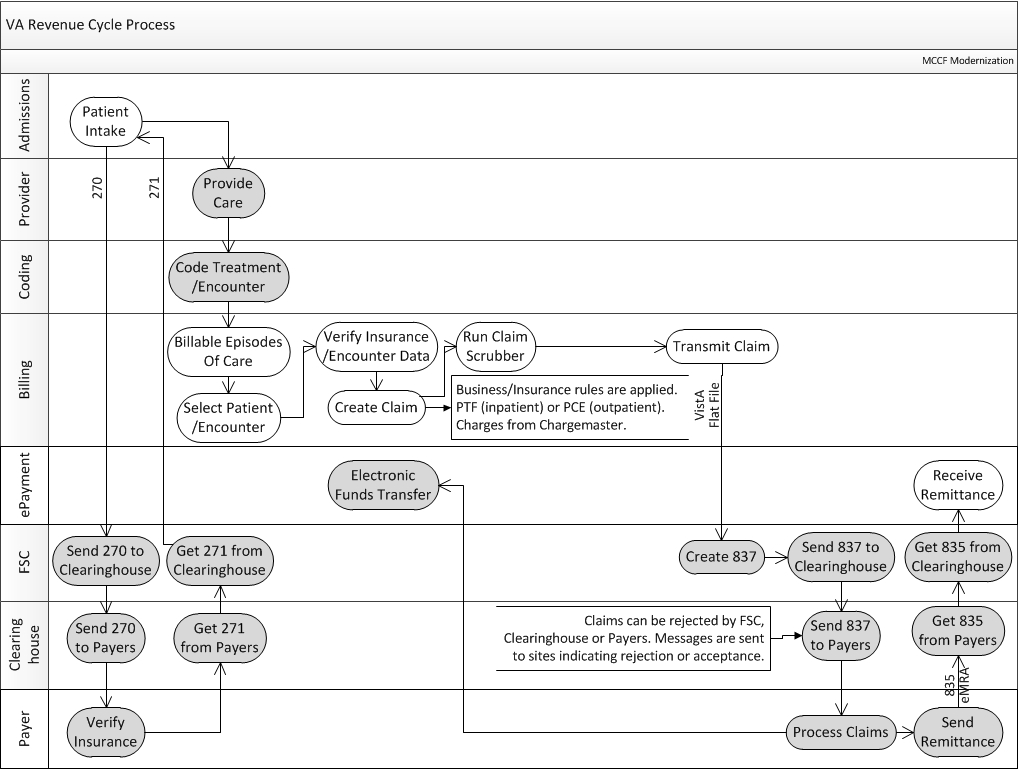 VA Revenue Cycle Process
MCCF Modernization
Admissions
Patient
Intake
270
271
Provider
Provide
Care
Coding
Code Treatment
/Encounter
Billing
Billable Episodes
Of Care
Select Patient
/Encounter
Verify Insurance
/Encounter Data
Create Claim
Run Claim
Scrubber
Business/Insurance rules are applied.
PTF (inpatient) or PCE (outpatient).
Charges from Chargemaster.
Transmit Claim
VistA
Flat File
ePayment
Electronic
Funds Transfer
Receive
Remittance
FSC
Send 270 to
Clearinghouse
Get 271 from
Clearinghouse
Create 837
Send 837 to
Clearinghouse
Get 835 from
Clearinghouse
Clearing
house
Send 270
to Payers
Get 271
from Payers
Claims can be rejected by FSC,
Clearinghouse or Payers. Messages are sent
to sites indicating rejection or acceptance.
Send 837
to Payers
Get 835
from Payers
835
eMRA
Payer
Verify
Insurance
Process Claims
Send
Remittance